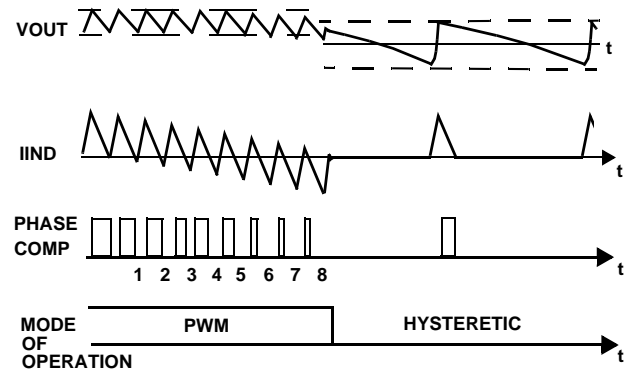 VOUT
t
IIND
t
PHASE
COMP
t
1 2 3 4 5 6 7 8
MODE
OF
OPERATION
PWM
HYSTERETIC
t